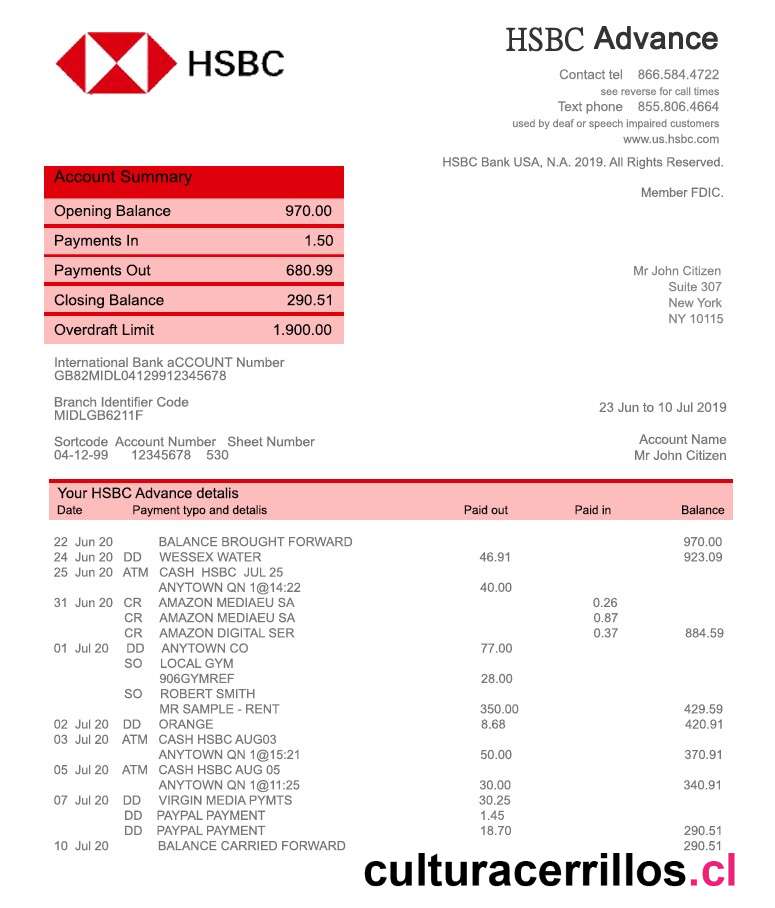 HSBC
HSBC Advance
Contact tel 866.584.4722
see reverse for call times
Text phone 855.806.4664
used by deaf or speech impaired customers
www.us.hsbc.com
HSBC Bank USA, N.A. 2019. All Rights Reserved.
Member FDIC.
Account Summary
Opening Balance 970.00
Payments In 1.50
Payments Out 680.99
Closing Balance 290.51
Overdraft Limit 1.900.00
Mr John Citizen
Suite 307
New York
NY 10115
International Bank aCCOUNT Number
GB82MIDL04129912345678
Branch Identifier Code
MIDLGB6211F
23 Jun to 10 Jul 2019
Sortcode Account Number Sheet Number
04-12-99 12345678 530
Account Name
Mr John Citizen
Your HSBC Advance detalis
Date Payment typo and detalis Paid out Paid in Balance
22 Jun 20 BALANCE BROUGHT FORWARD 970.00
24 Jun 20 DD WESSEX WATER 46.91 923.09
25 Jun 20 ATM CASH HSBC JUL 25
ANYTOWN QN 1@14:22 40.00
31 Jun 20 CR AMAZON MEDIAEU SA 0.26
CR AMAZON MEDIAEU SA 0.87
CR AMAZON DIGITAL SER 0.37 884.59
01 Jul 20 DD ANYTOWN CO 77.00
SO LOCAL GYM
906GYMREF 28.00
SO ROBERT SMITH
MR SAMPLE - RENT 350.00 429.59
02 Jul 20 DD ORANGE 8.68 420.91
03 Jul 20 ATM CASH HSBC AUG03
ANYTOWN QN 1@15:21 50.00 370.91
05 Jul 20 ATM CASH HSBC AUG 05
ANYTOWN QN 1@11:25 30.00 340.91
07 Jul 20 DD VIRGIN MEDIA PYMTS 30.25
DD PAYPAL PAYMENT 1.45
DD PAYPAL PAYMENT 18.70 290.51
10 Jul 20 BALANCE CARRIED FORWARD 290.51
culturacerrillos.cl